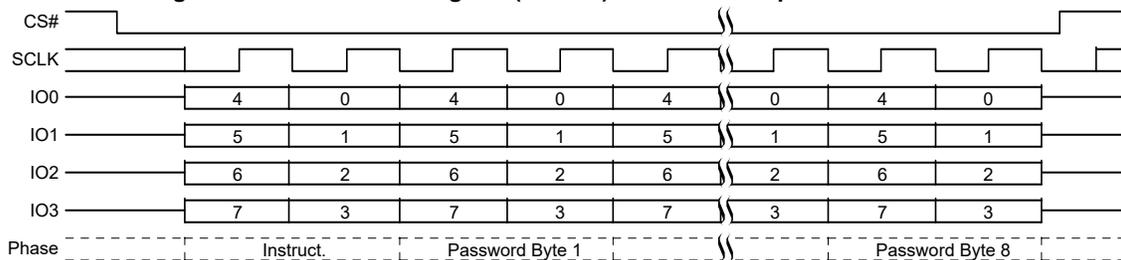 CS#
SCLK
IO0 4 0 4 0 4 0 4 0
IO1 5 1 5 1 5 1 5 1
IO2 6 2 6 2 6 2 6 2
IO3 7 3 7 3 7 3 7 3
Phase Instruct. Password Byte 1 Password Byte 8